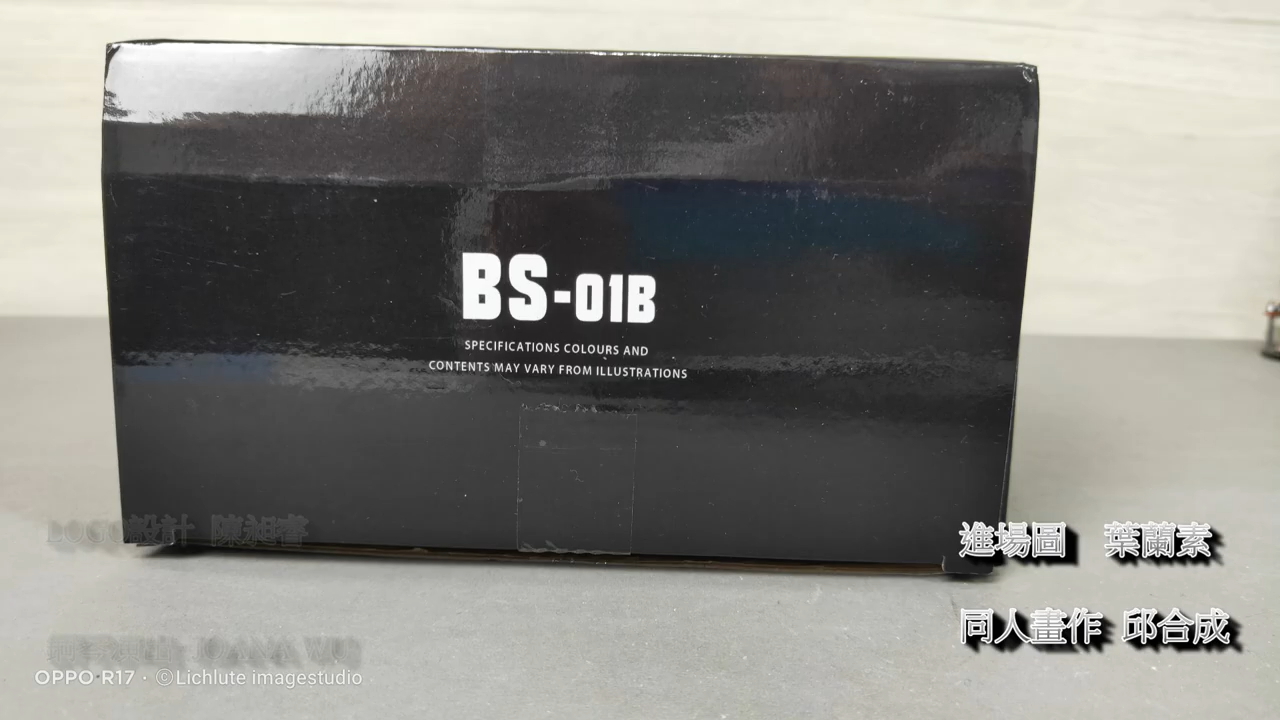 BS-01B
SPECIFICATIONS COLOURS AND
CONTENTS MAY VARY FROM ILLUSTRATIONS
LOGO設計 陳昶睿
進場圖 葉蘭素
同人畫作 邱合成
OPPO R17 · ©Lichlute imagestudio